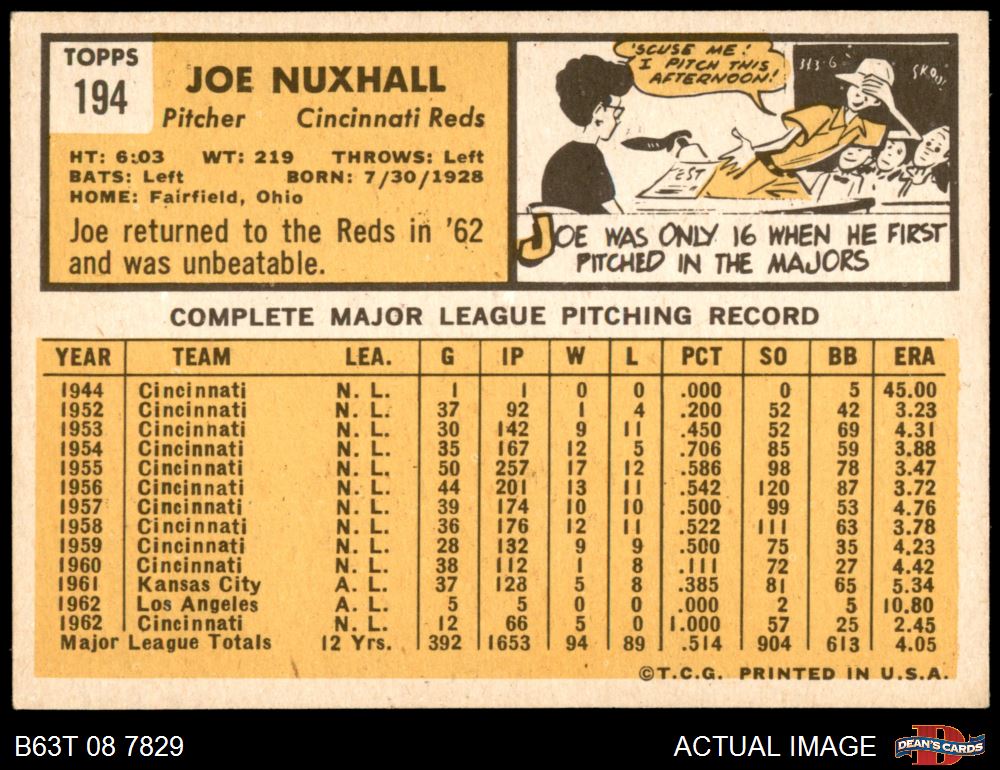 TOPPS
194
JOE NUXHALL
Pitcher Cincinnati Reds
HT: 6:03 WT: 219 THROWS: Left
BATS: Left BORN: 7/30/1928
HOME: Fairfield, Ohio
Joe returned to the Reds in '62
and was unbeatable.
'SCUSE ME!
I PITCH THIS
AFTERNOON!
TEST
JOE WAS ONLY 16 WHEN HE FIRST
PITCHED IN THE MAJORS
COMPLETE MAJOR LEAGUE PITCHING RECORD
YEAR TEAM LEA. G IP W L PCT SO BB ERA
1944 Cincinnati N. L. 1 1 0 0 .000 0 5 45.00
1952 Cincinnati N. L. 37 92 1 4 .200 52 42 3.23
1953 Cincinnati N. L. 30 142 9 11 .450 52 69 4.31
1954 Cincinnati N. L. 35 167 12 5 .706 85 59 3.88
1955 Cincinnati N. L. 50 257 17 12 .586 98 78 3.47
1956 Cincinnati N. L. 44 201 13 11 .542 120 87 3.72
1957 Cincinnati N. L. 39 174 10 10 .500 99 53 4.76
1958 Cincinnati N. L. 36 176 12 11 .522 111 63 3.78
1959 Cincinnati N. L. 28 132 9 9 .500 75 35 4.23
1960 Cincinnati N. L. 38 112 1 8 .111 72 27 4.42
1961 Kansas City A. L. 37 128 5 8 .385 81 65 5.34
1962 Los Angeles A. L. 5 5 0 0 .000 2 5 10.80
1962 Cincinnati N. L. 12 66 5 0 1.000 57 25 2.45
Major League Totals 12 Yrs. 392 1653 94 89 .514 904 613 4.05
©T.C.G. PRINTED IN U.S.A.
B63T 08 7829
ACTUAL IMAGE
DEAN'S CARDS